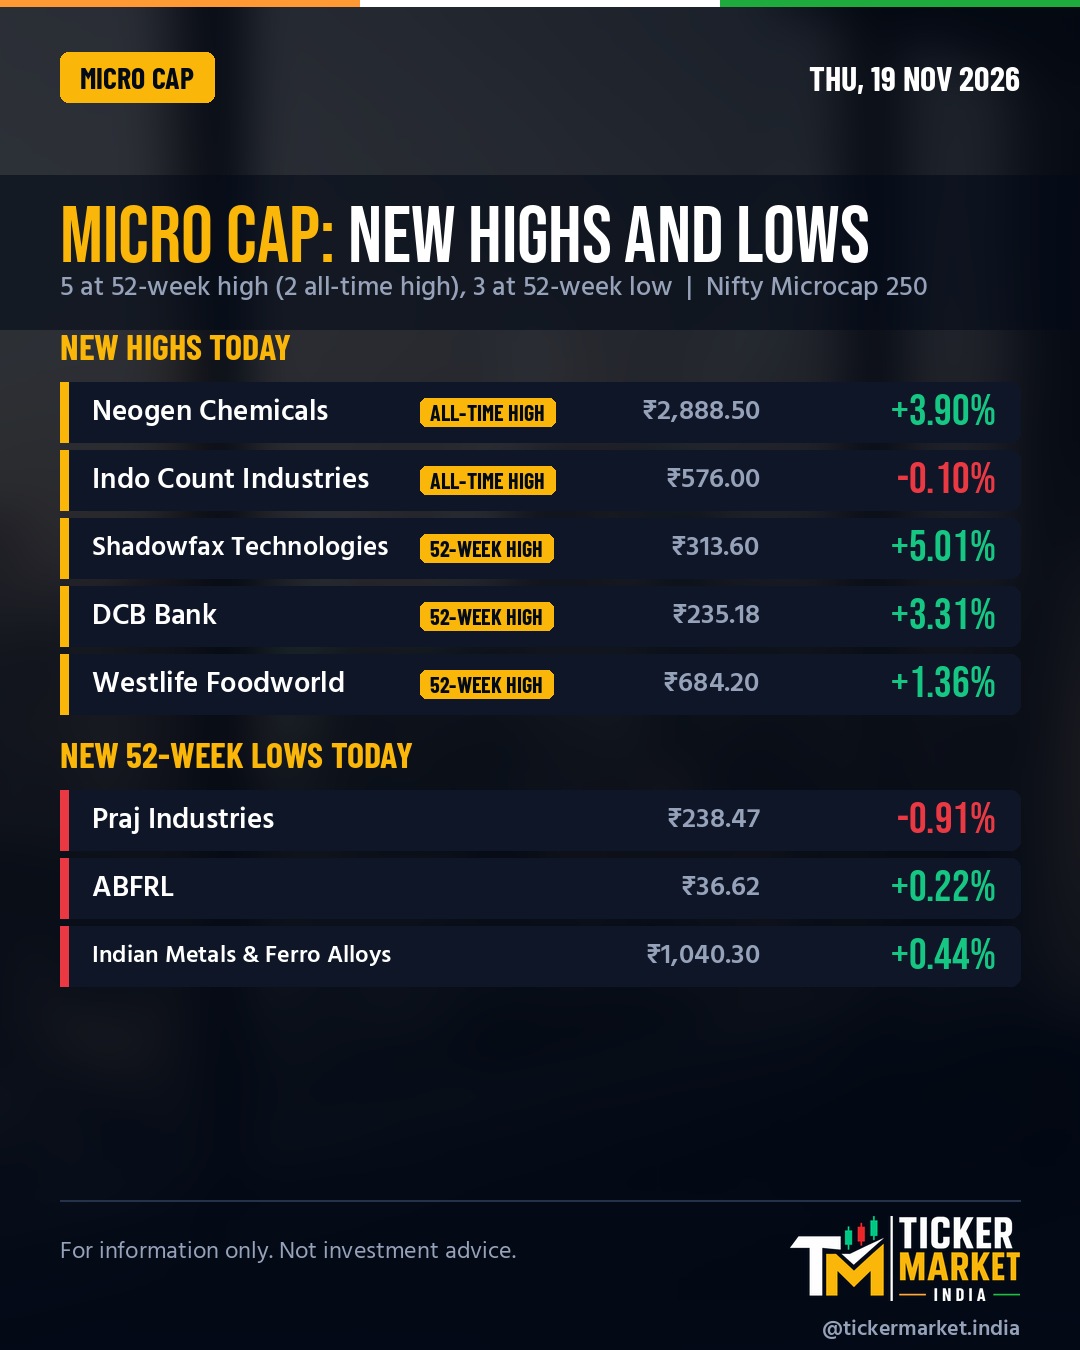 MICRO CAP
THU, 19 NOV 2026
MICRO CAP: NEW HIGHS AND LOWS
5 at 52-week high (2 all-time high), 3 at 52-week low | Nifty Microcap 250
NEW HIGHS TODAY
Neogen Chemicals ALL-TIME HIGH ₹2,888.50 +3.90%
Indo Count Industries ALL-TIME HIGH ₹576.00 -0.10%
Shadowfax Technologies 52-WEEK HIGH ₹313.60 +5.01%
DCB Bank 52-WEEK HIGH ₹235.18 +3.31%
Westlife Foodworld 52-WEEK HIGH ₹684.20 +1.36%
NEW 52-WEEK LOWS TODAY
Praj Industries ₹238.47 -0.91%
ABFRL ₹36.62 +0.22%
Indian Metals & Ferro Alloys ₹1,040.30 +0.44%
For information only. Not investment advice.
TM
TICKER
MARKET
INDIA
@tickermarket.india